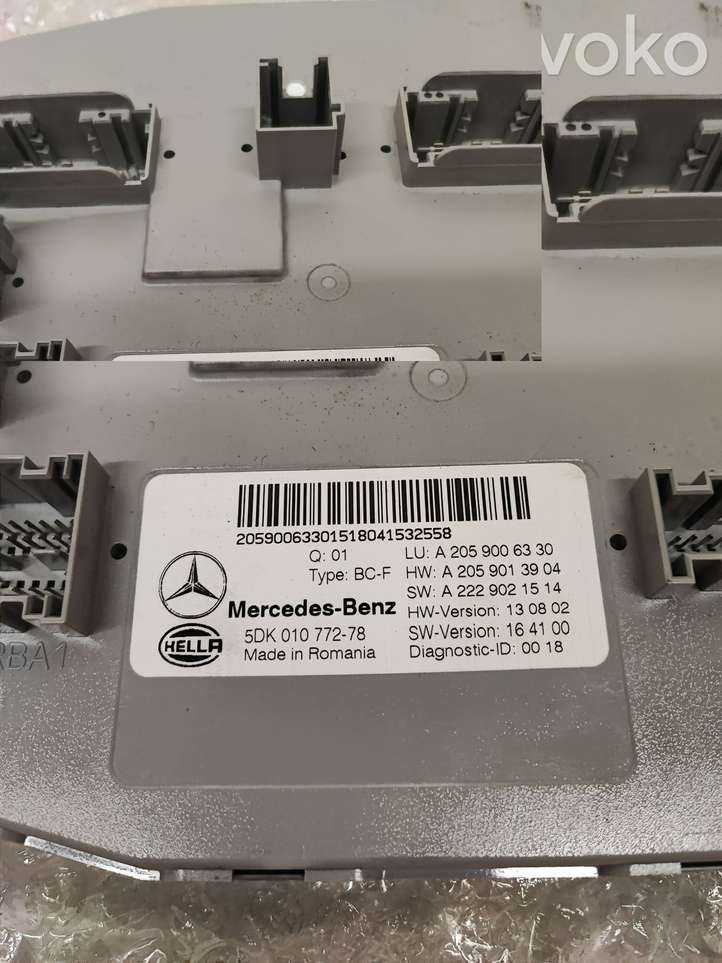 voko
20590063301518041532558
Q: 01
Type: BC-F
LU: A 205 900 63 30
HW: A 205 901 39 04
SW: A 222 902 15 14
HW-Version: 13 08 02
SW-Version: 16 41 00
Diagnostic-ID: 00 18
Mercedes-Benz
HELLA
5DK 010 772-78
Made in Romania
RBA1